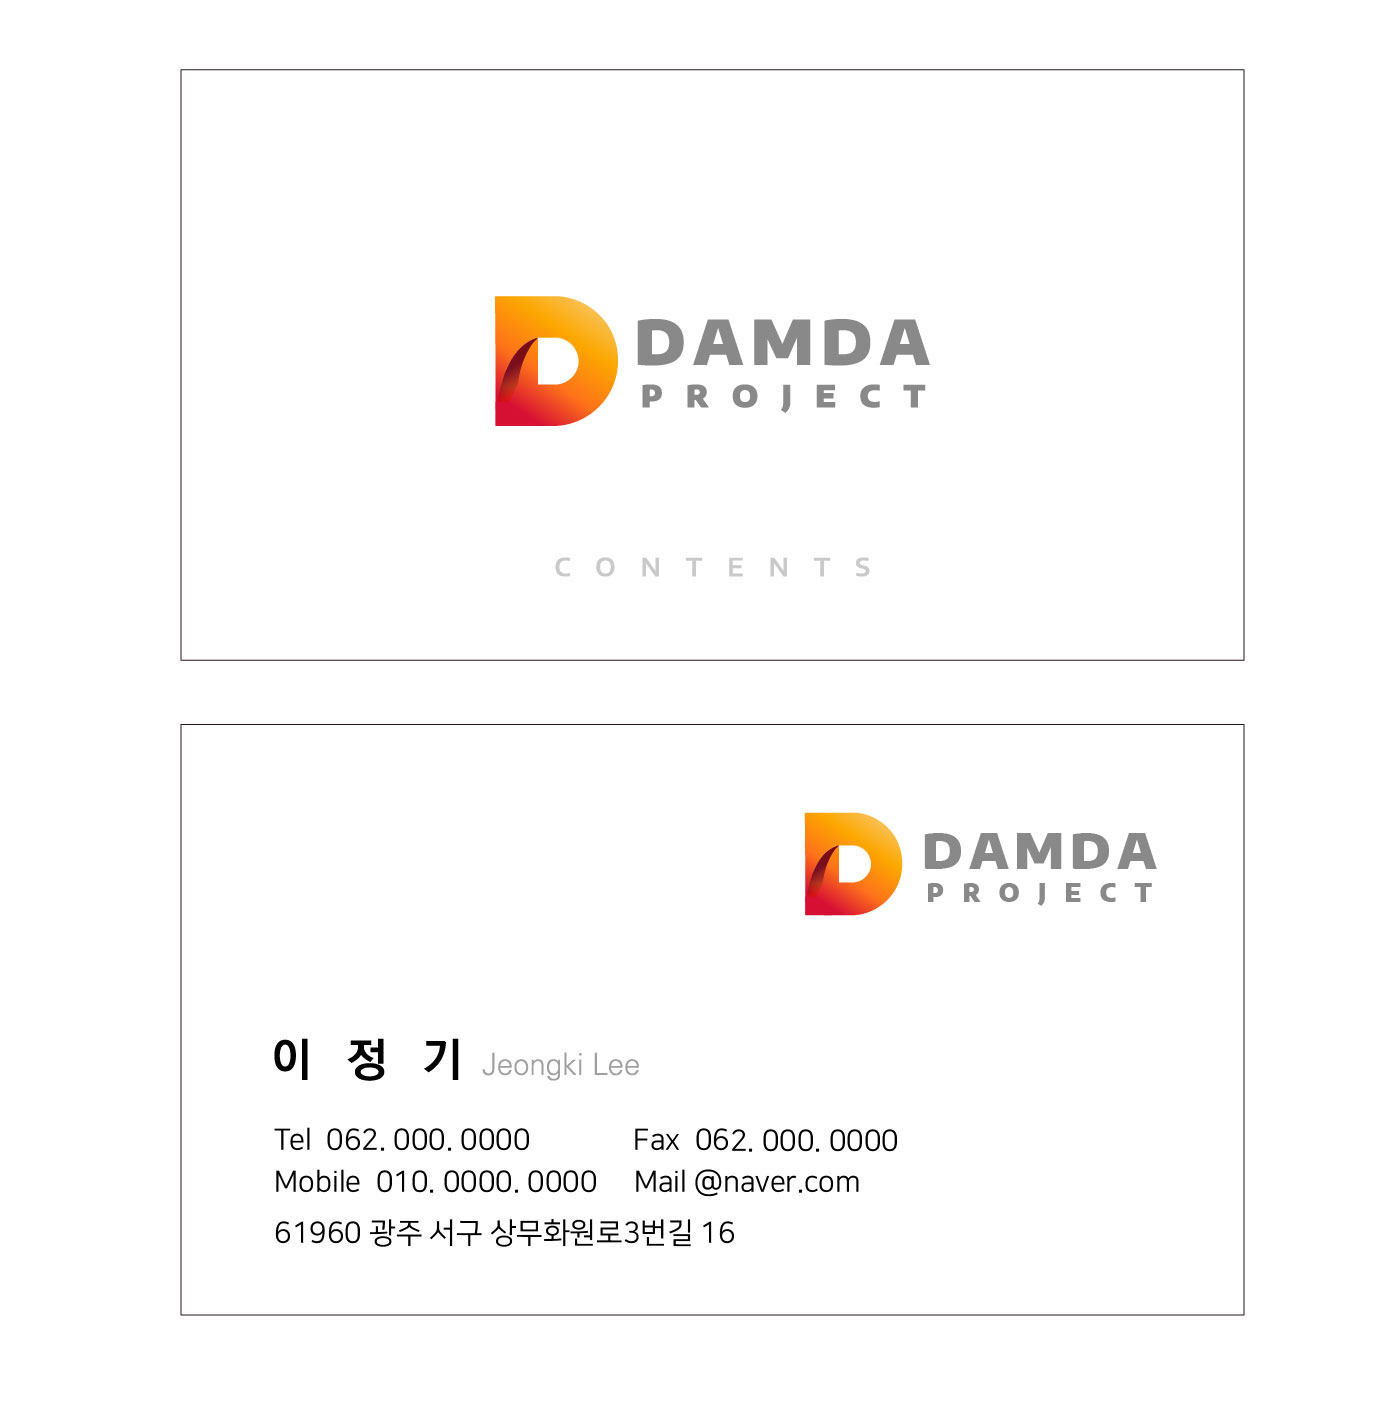 DAMDA
PROJECT
CONTENTS
DAMDA
PROJECT
이 정 기 Jeongki Lee
Tel 062. 000. 0000 Fax 062. 000. 0000
Mobile 010. 0000. 0000 Mail @naver.com
61960 광주 서구 상무화원로3번길 16